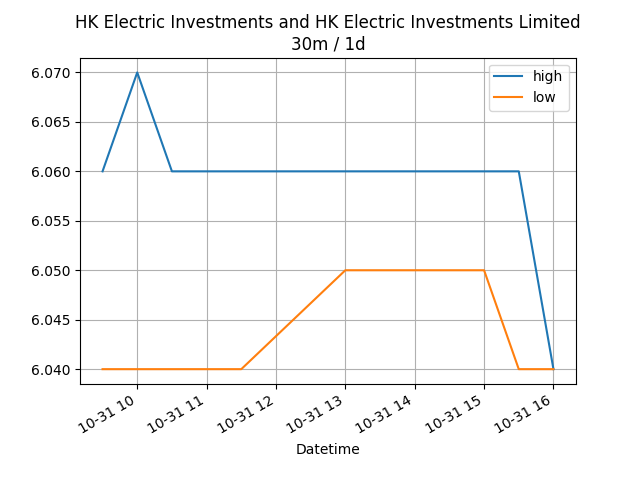 HK Electric Investments and HK Electric Investments Limited
30m / 1d
high
low
6.070
6.065
6.060
6.055
6.050
6.045
6.040
10-31 10
10-31 11
10-31 12
10-31 13
10-31 14
10-31 15
10-31 16
Datetime